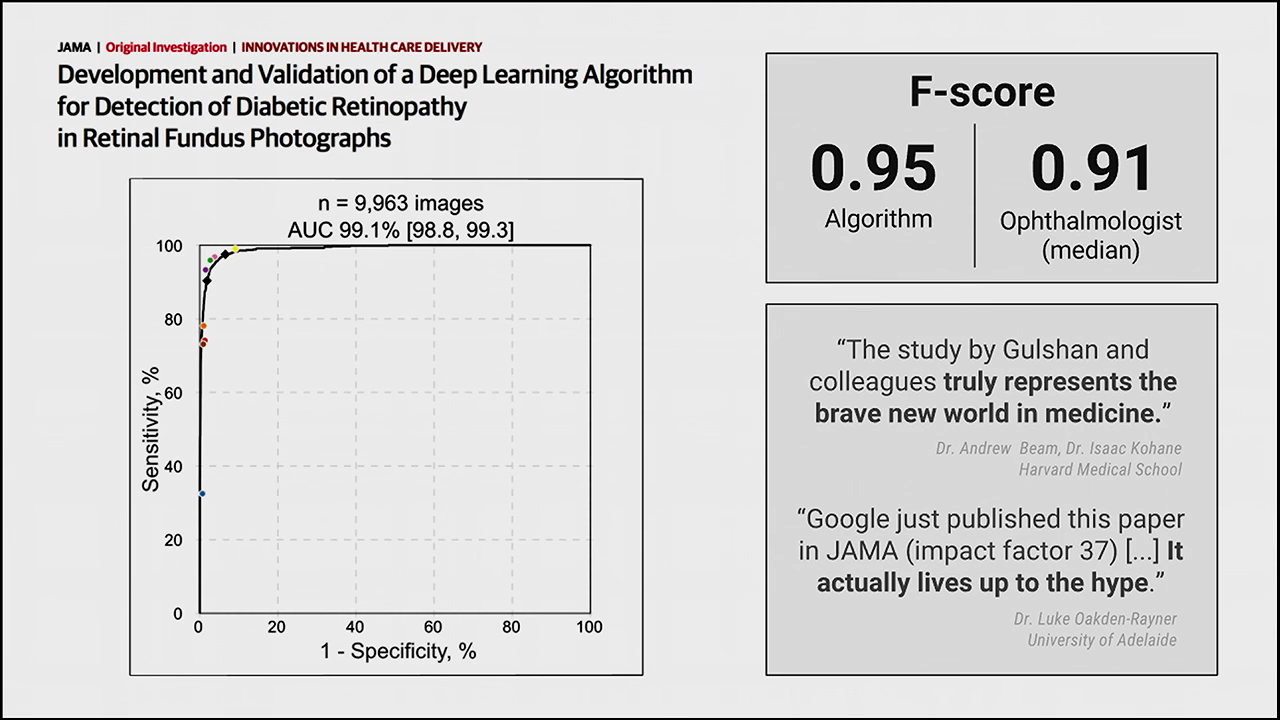 JAMA | Original Investigation | INNOVATIONS IN HEALTH CARE DELIVERY
Development and Validation of a Deep Learning Algorithm
for Detection of Diabetic Retinopathy
in Retinal Fundus Photographs
n = 9,963 images
AUC 99.1% [98.8, 99.3]
100
80
60
40
20
0
Sensitivity, %
0 20 40 60 80 100
1 - Specificity, %
F-score
0.95
Algorithm
0.91
Ophthalmologist
(median)
“The study by Gulshan and
colleagues truly represents the
brave new world in medicine.”
Dr. Andrew Beam, Dr. Isaac Kohane
Harvard Medical School
“Google just published this paper
in JAMA (impact factor 37) [...] It
actually lives up to the hype.”
Dr. Luke Oakden-Rayner
University of Adelaide